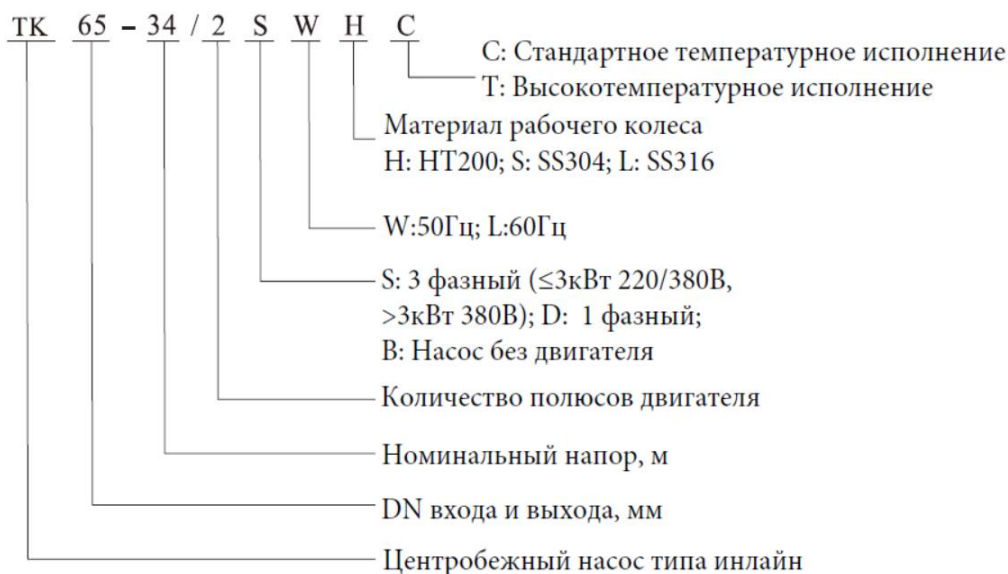 TK 65 - 34 / 2 S W H C
C: Стандартное температурное исполнение
T: Высокотемпературное исполнение
Материал рабочего колеса
H: HT200; S: SS304; L: SS316
W:50Гц; L:60Гц
S: 3 фазный (≤3кВт 220/380В,
>3кВт 380В); D: 1 фазный;
B: Насос без двигателя
Количество полюсов двигателя
Номинальный напор, м
DN входа и выхода, мм
Центробежный насос типа инлайн